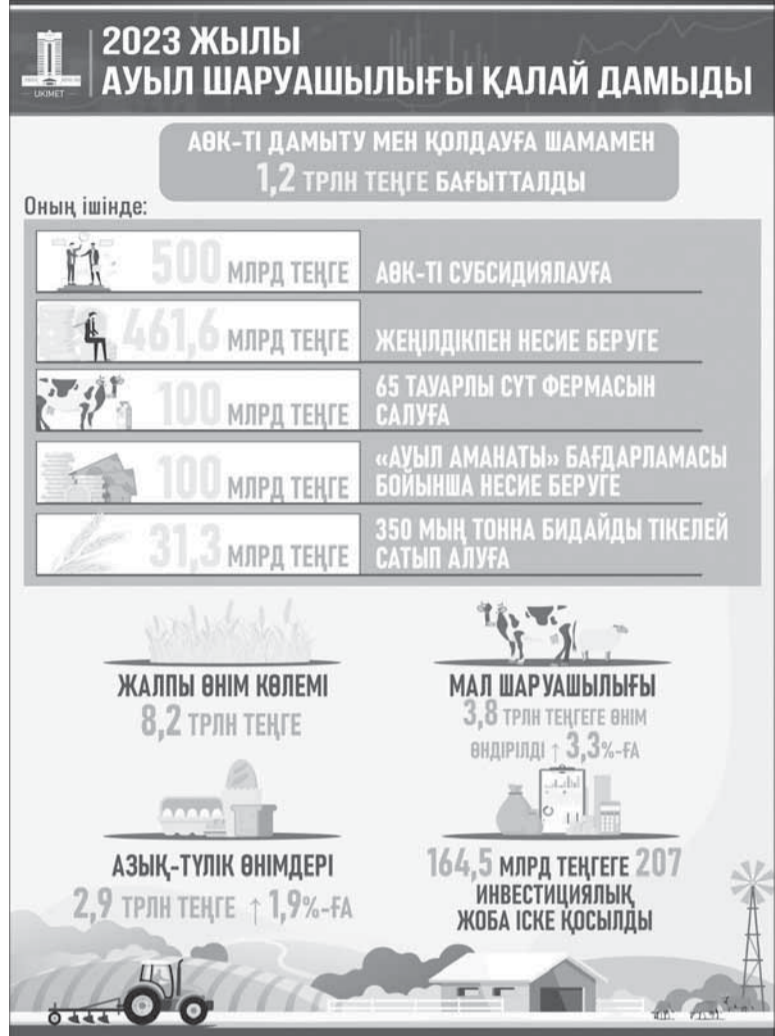 2023 ЖЫЛЫ
АУЫЛ ШАРУАШЫЛЫҒЫ ҚАЛАЙ ДАМЫДЫ
UKIMET
АӨК-ТІ ДАМЫТУ МЕН ҚОЛДАУҒА ШАМАМЕН
1,2 ТРЛН ТЕҢГЕ БАҒЫТТАЛДЫ
Оның ішінде:
500 МЛРД ТЕҢГЕ АӨК-ТІ СУБСИДИЯЛАУҒА
461,6 МЛРД ТЕҢГЕ ЖЕҢІЛДІКПЕН НЕСИЕ БЕРУГЕ
100 МЛРД ТЕҢГЕ 65 ТАУАРЛЫ СҮТ ФЕРМАСЫН
САЛУҒА
100 МЛРД ТЕҢГЕ «АУЫЛ АМАНАТЫ» БАҒДАРЛАМАСЫ
БОЙЫНША НЕСИЕ БЕРУГЕ
31,3 МЛРД ТЕҢГЕ 350 МЫҢ ТОННА БИДАЙДЫ ТІКЕЛЕЙ
САТЫП АЛУҒА
ЖАЛПЫ ӨНІМ КӨЛЕМІ
8,2 ТРЛН ТЕҢГЕ
МАЛ ШАРУАШЫЛЫҒЫ
3,8 ТРЛН ТЕҢГЕГЕ ӨНІМ
ӨНДІРІЛДІ ↑ 3,3%-ҒА
АЗЫҚ-ТҮЛІК ӨНІМДЕРІ
2,9 ТРЛН ТЕҢГЕ ↑ 1,9%-ҒА
164,5 МЛРД ТЕҢГЕГЕ 207
ИНВЕСТИЦИЯЛЫҚ
ЖОБА ІСКЕ ҚОСЫЛДЫ